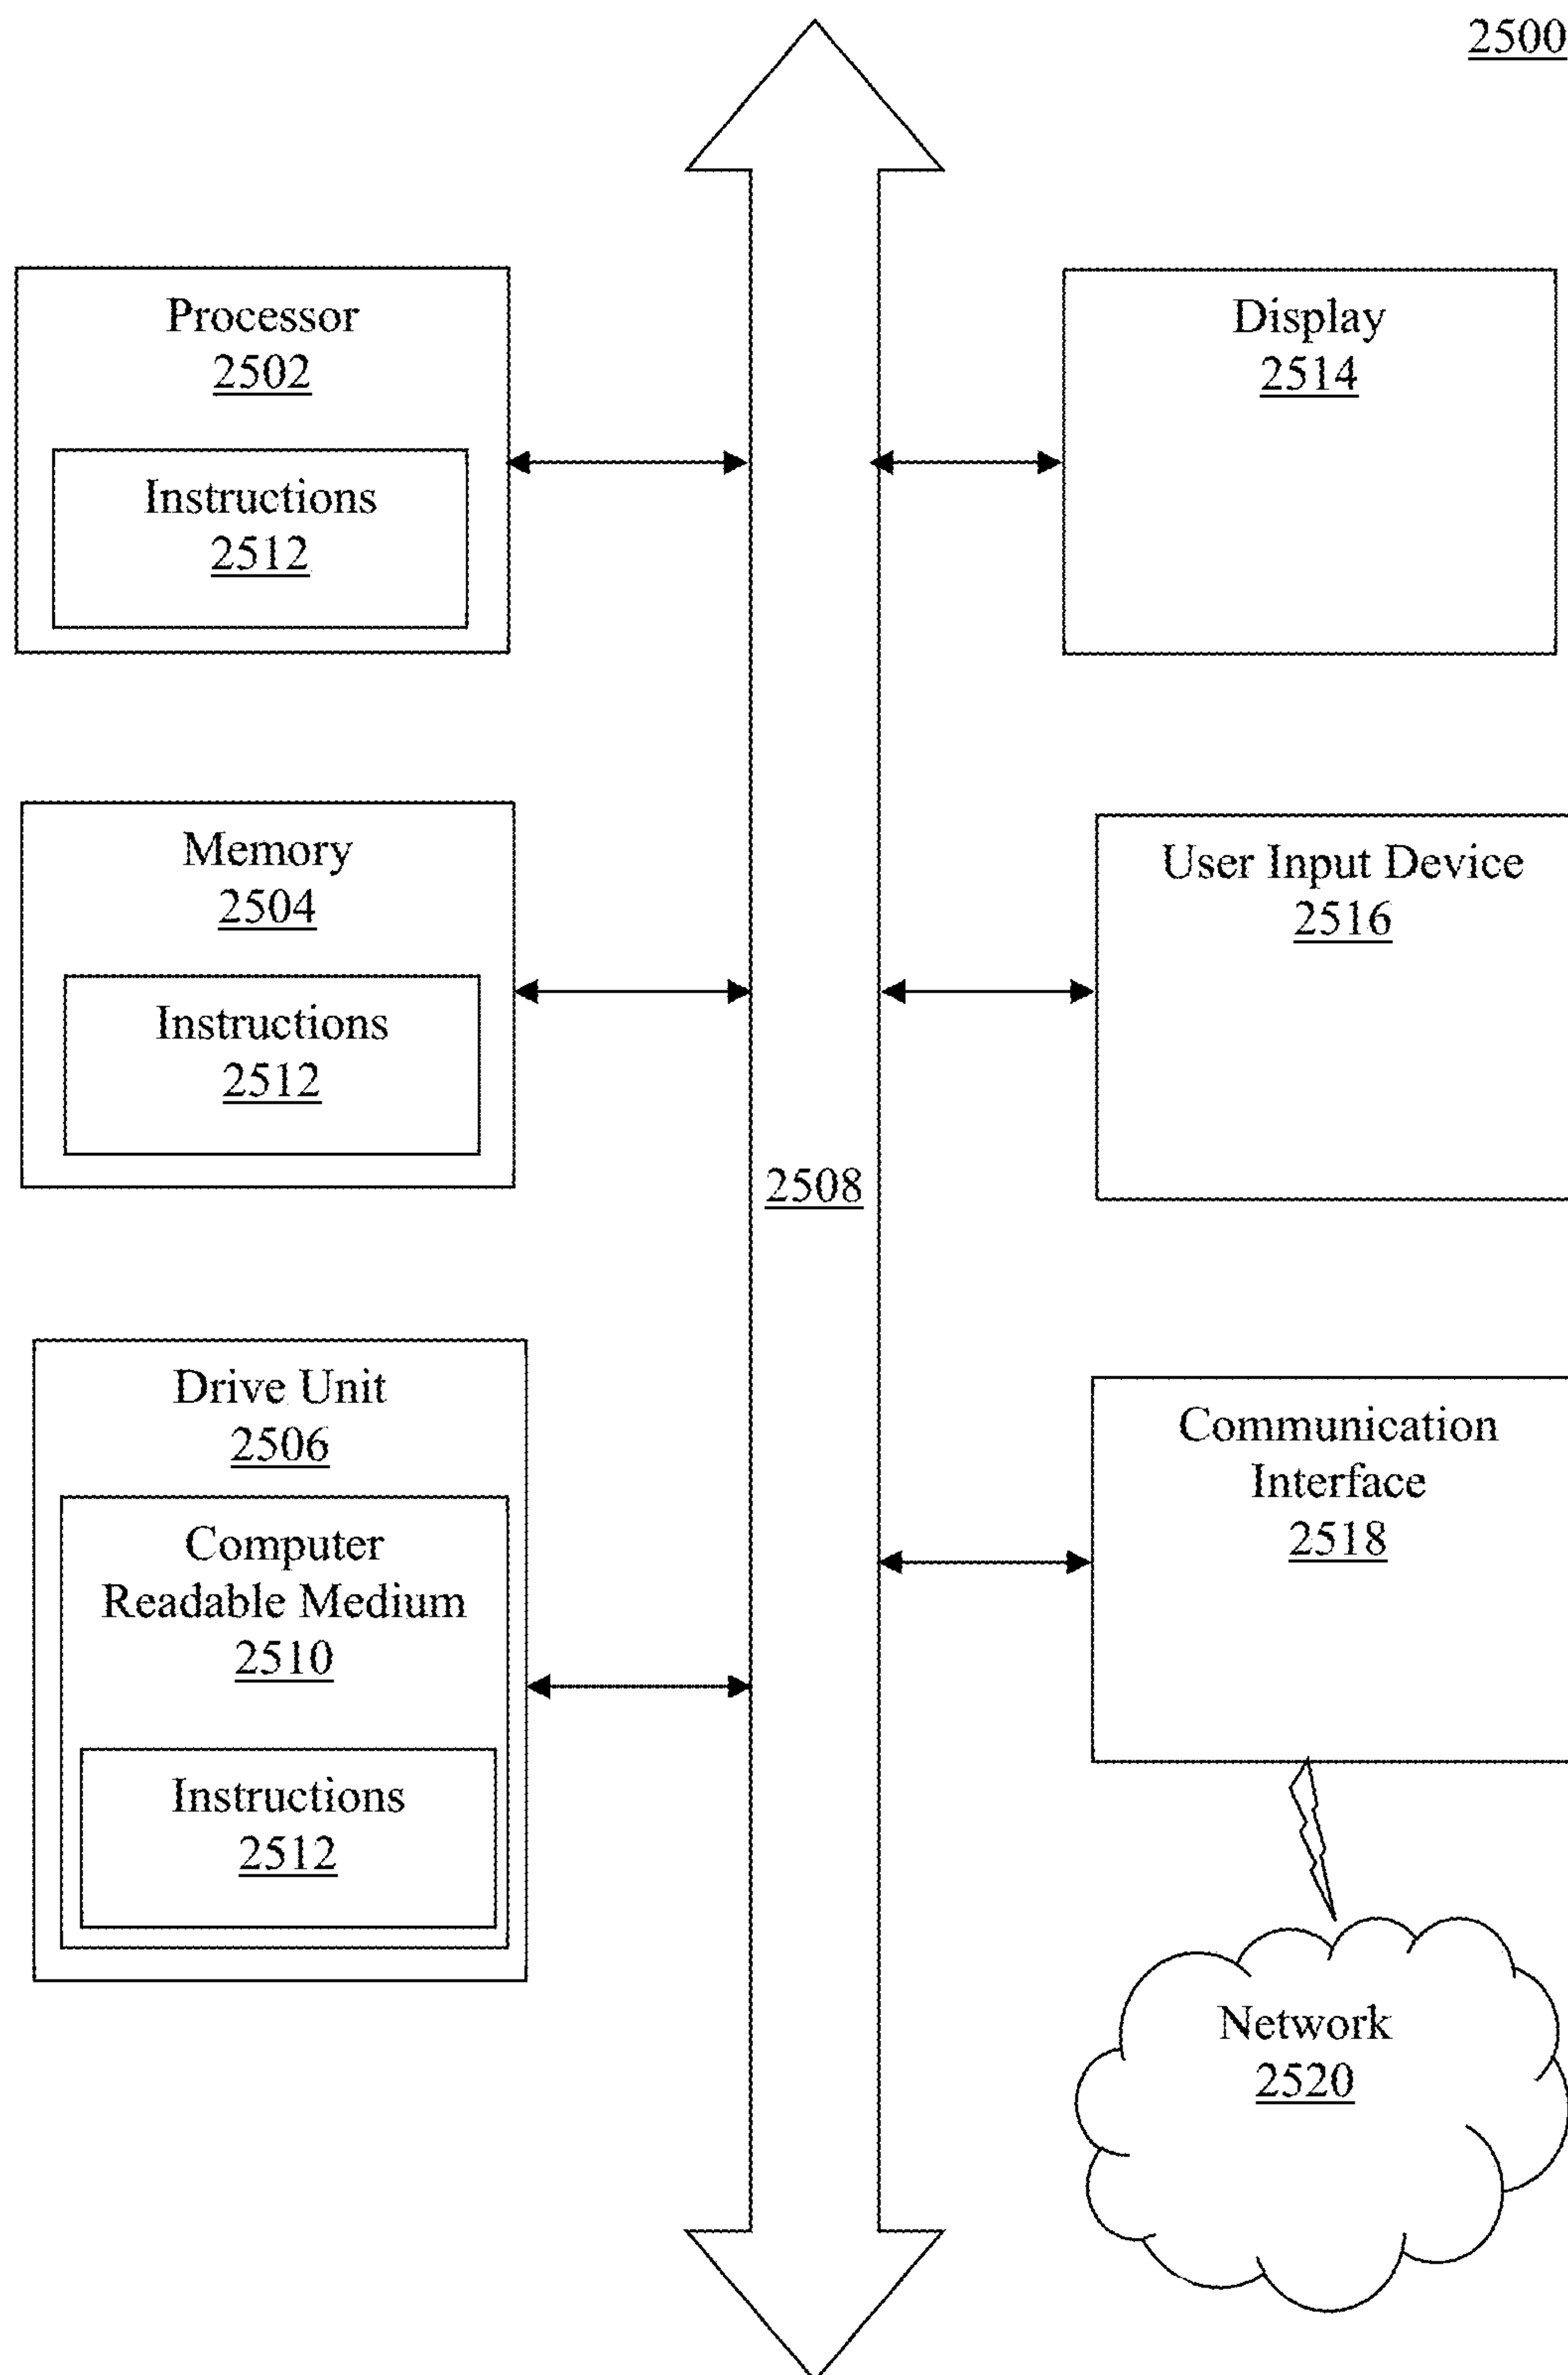 2500
Processor
2502
Instructions
2512
Display
2514
Memory
2504
Instructions
2512
User Input Device
2516
2508
Drive Unit
2506
Computer
Readable Medium
2510
Instructions
2512
Communication
Interface
2518
Network
2520